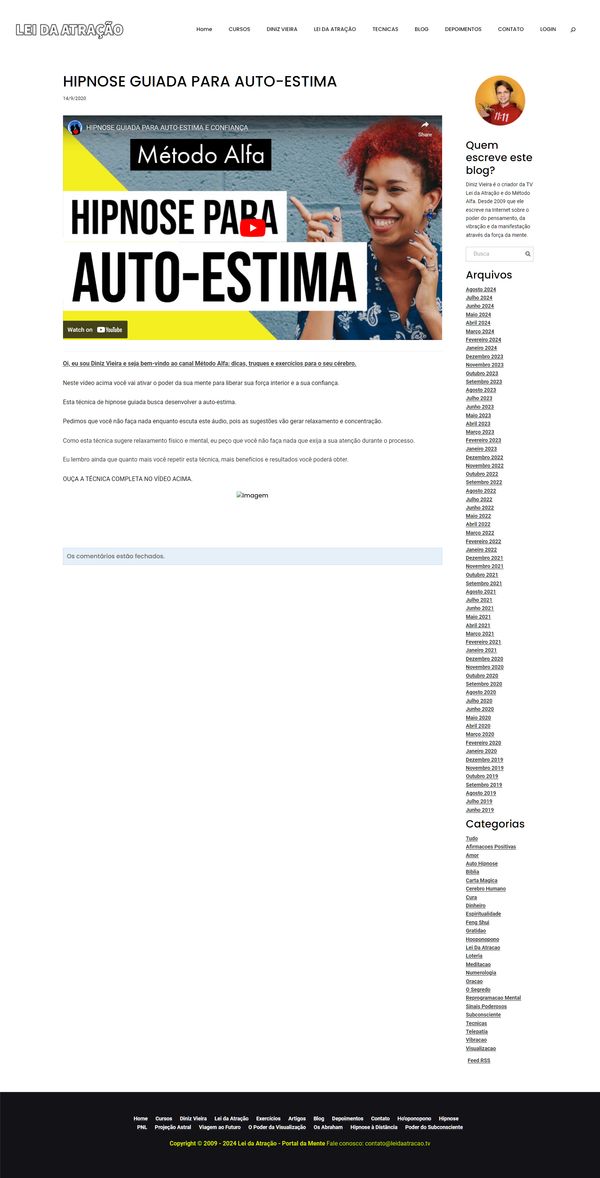 LEI DA ATRAÇÃO
Home CURSOS DINIZ VIEIRA LEI DA ATRAÇÃO TECNICAS BLOG DEPOIMENTOS CONTATO LOGIN
HIPNOSE GUIADA PARA AUTO-ESTIMA
14/9/2020
HIPNOSE GUIADA PARA AUTO-ESTIMA E CONFIANÇA
Share
Método Alfa
HIPNOSE PARA
AUTO-ESTIMA
Watch on YouTube
Oi, eu sou Diniz Vieira e seja bem-vindo ao canal Método Alfa: dicas, truques e exercícios para o seu cérebro.
Neste vídeo acima você vai ativar o poder da sua mente para liberar sua força interior e a sua confiança.
Esta técnica de hipnose guiada busca desenvolver a auto-estima.
Pedimos que você não faça nada enquanto escuta este áudio, pois as sugestões vão gerar relaxamento e concentração.
Como esta técnica sugere relaxamento físico e mental, eu peço que você não faça nada que exija a sua atenção durante o processo.
Eu lembro ainda que quanto mais você repetir esta técnica, mais benefícios e resultados você poderá obter.
OUÇA A TÉCNICA COMPLETA NO VÍDEO ACIMA.
Imagem
Os comentários estão fechados.
11:11
Quem
escreve este
blog?
Diniz Vieira é o criador da TV
Lei da Atração e do Método
Alfa. Desde 2009 que ele
escreve na Internet sobre o
poder do pensamento, da
vibração e da manifestação
através da força da mente.
Busca
Arquivos
Agosto 2024
Julho 2024
Junho 2024
Maio 2024
Abril 2024
Março 2024
Fevereiro 2024
Janeiro 2024
Dezembro 2023
Novembro 2023
Outubro 2023
Setembro 2023
Agosto 2023
Julho 2023
Junho 2023
Maio 2023
Abril 2023
Março 2023
Fevereiro 2023
Janeiro 2023
Dezembro 2022
Novembro 2022
Outubro 2022
Setembro 2022
Agosto 2022
Julho 2022
Junho 2022
Maio 2022
Abril 2022
Março 2022
Fevereiro 2022
Janeiro 2022
Dezembro 2021
Novembro 2021
Outubro 2021
Setembro 2021
Agosto 2021
Julho 2021
Junho 2021
Maio 2021
Abril 2021
Março 2021
Fevereiro 2021
Janeiro 2021
Dezembro 2020
Novembro 2020
Outubro 2020
Setembro 2020
Agosto 2020
Julho 2020
Junho 2020
Maio 2020
Abril 2020
Março 2020
Fevereiro 2020
Janeiro 2020
Dezembro 2019
Novembro 2019
Outubro 2019
Setembro 2019
Agosto 2019
Julho 2019
Junho 2019
Categorias
Tudo
Afirmacoes Positivas
Amor
Auto Hipnose
Biblia
Carta Magica
Cerebro Humano
Cura
Dinheiro
Espiritualidade
Feng Shui
Gratidao
Hooponopono
Lei Da Atracao
Loteria
Meditacao
Numerologia
Oracao
O Segredo
Reprogramacao Mental
Sinais Poderosos
Subconsciente
Tecnicas
Telepatia
Vibracao
Visualizacao
Feed RSS
Home Cursos Diniz Vieira Lei da Atração Exercícios Artigos Blog Depoimentos Contato Ho'oponopono Hipnose
PNL Projeção Astral Viagem ao Futuro O Poder da Visualização Os Abraham Hipnose à Distância Poder do Subconsciente
Copyright © 2009 - 2024 Lei da Atração - Portal da Mente Fale conosco: contato@leidaatracao.tv